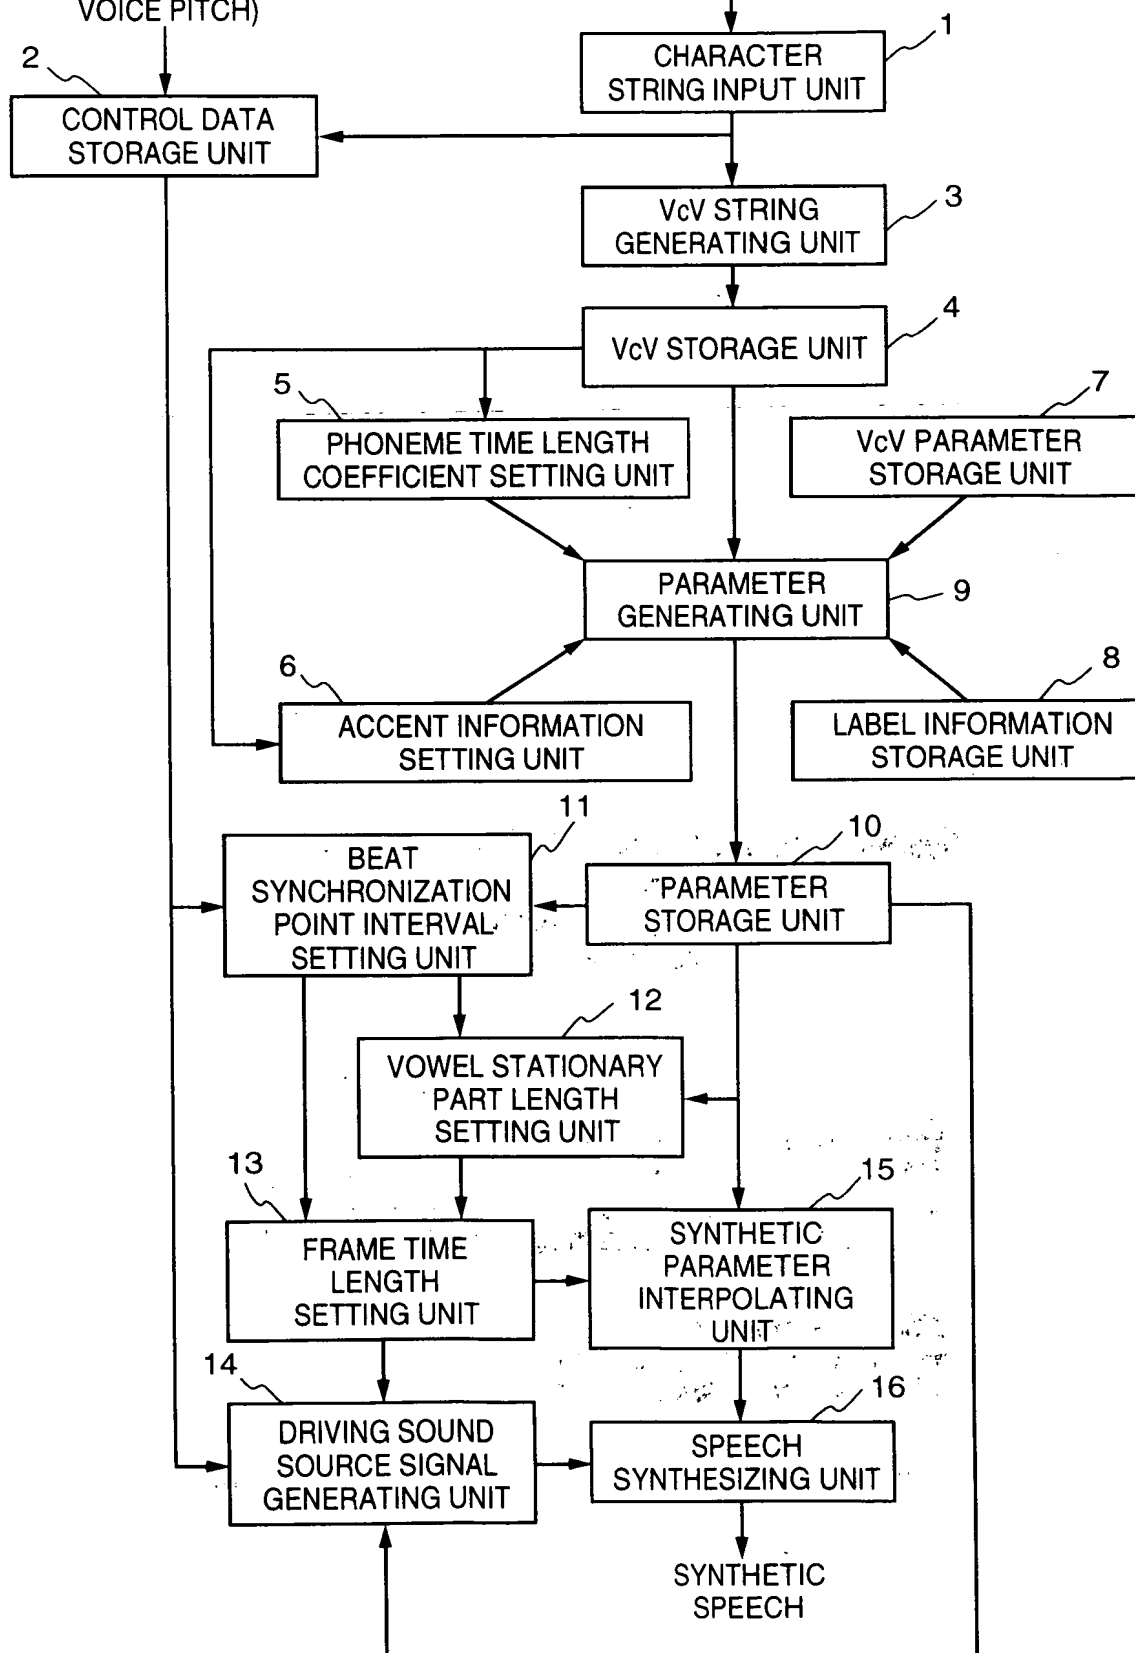 VOICE PITCH)
1
CHARACTER
STRING INPUT UNIT
2
CONTROL DATA
STORAGE UNIT
3
VcV STRING
GENERATING UNIT
4
VcV STORAGE UNIT
5
PHONEME TIME LENGTH
COEFFICIENT SETTING UNIT
7
VcV PARAMETER
STORAGE UNIT
PARAMETER
GENERATING UNIT
9
6
ACCENT INFORMATION
SETTING UNIT
8
LABEL INFORMATION
STORAGE UNIT
11
BEAT
SYNCHRONIZATION
POINT INTERVAL
SETTING UNIT
10
PARAMETER
STORAGE UNIT
12
VOWEL STATIONARY
PART LENGTH
SETTING UNIT
13
FRAME TIME
LENGTH
SETTING UNIT
15
SYNTHETIC
PARAMETER
INTERPOLATING
UNIT
14
DRIVING SOUND
SOURCE SIGNAL
GENERATING UNIT
16
SPEECH
SYNTHESIZING UNIT
SYNTHETIC
SPEECH